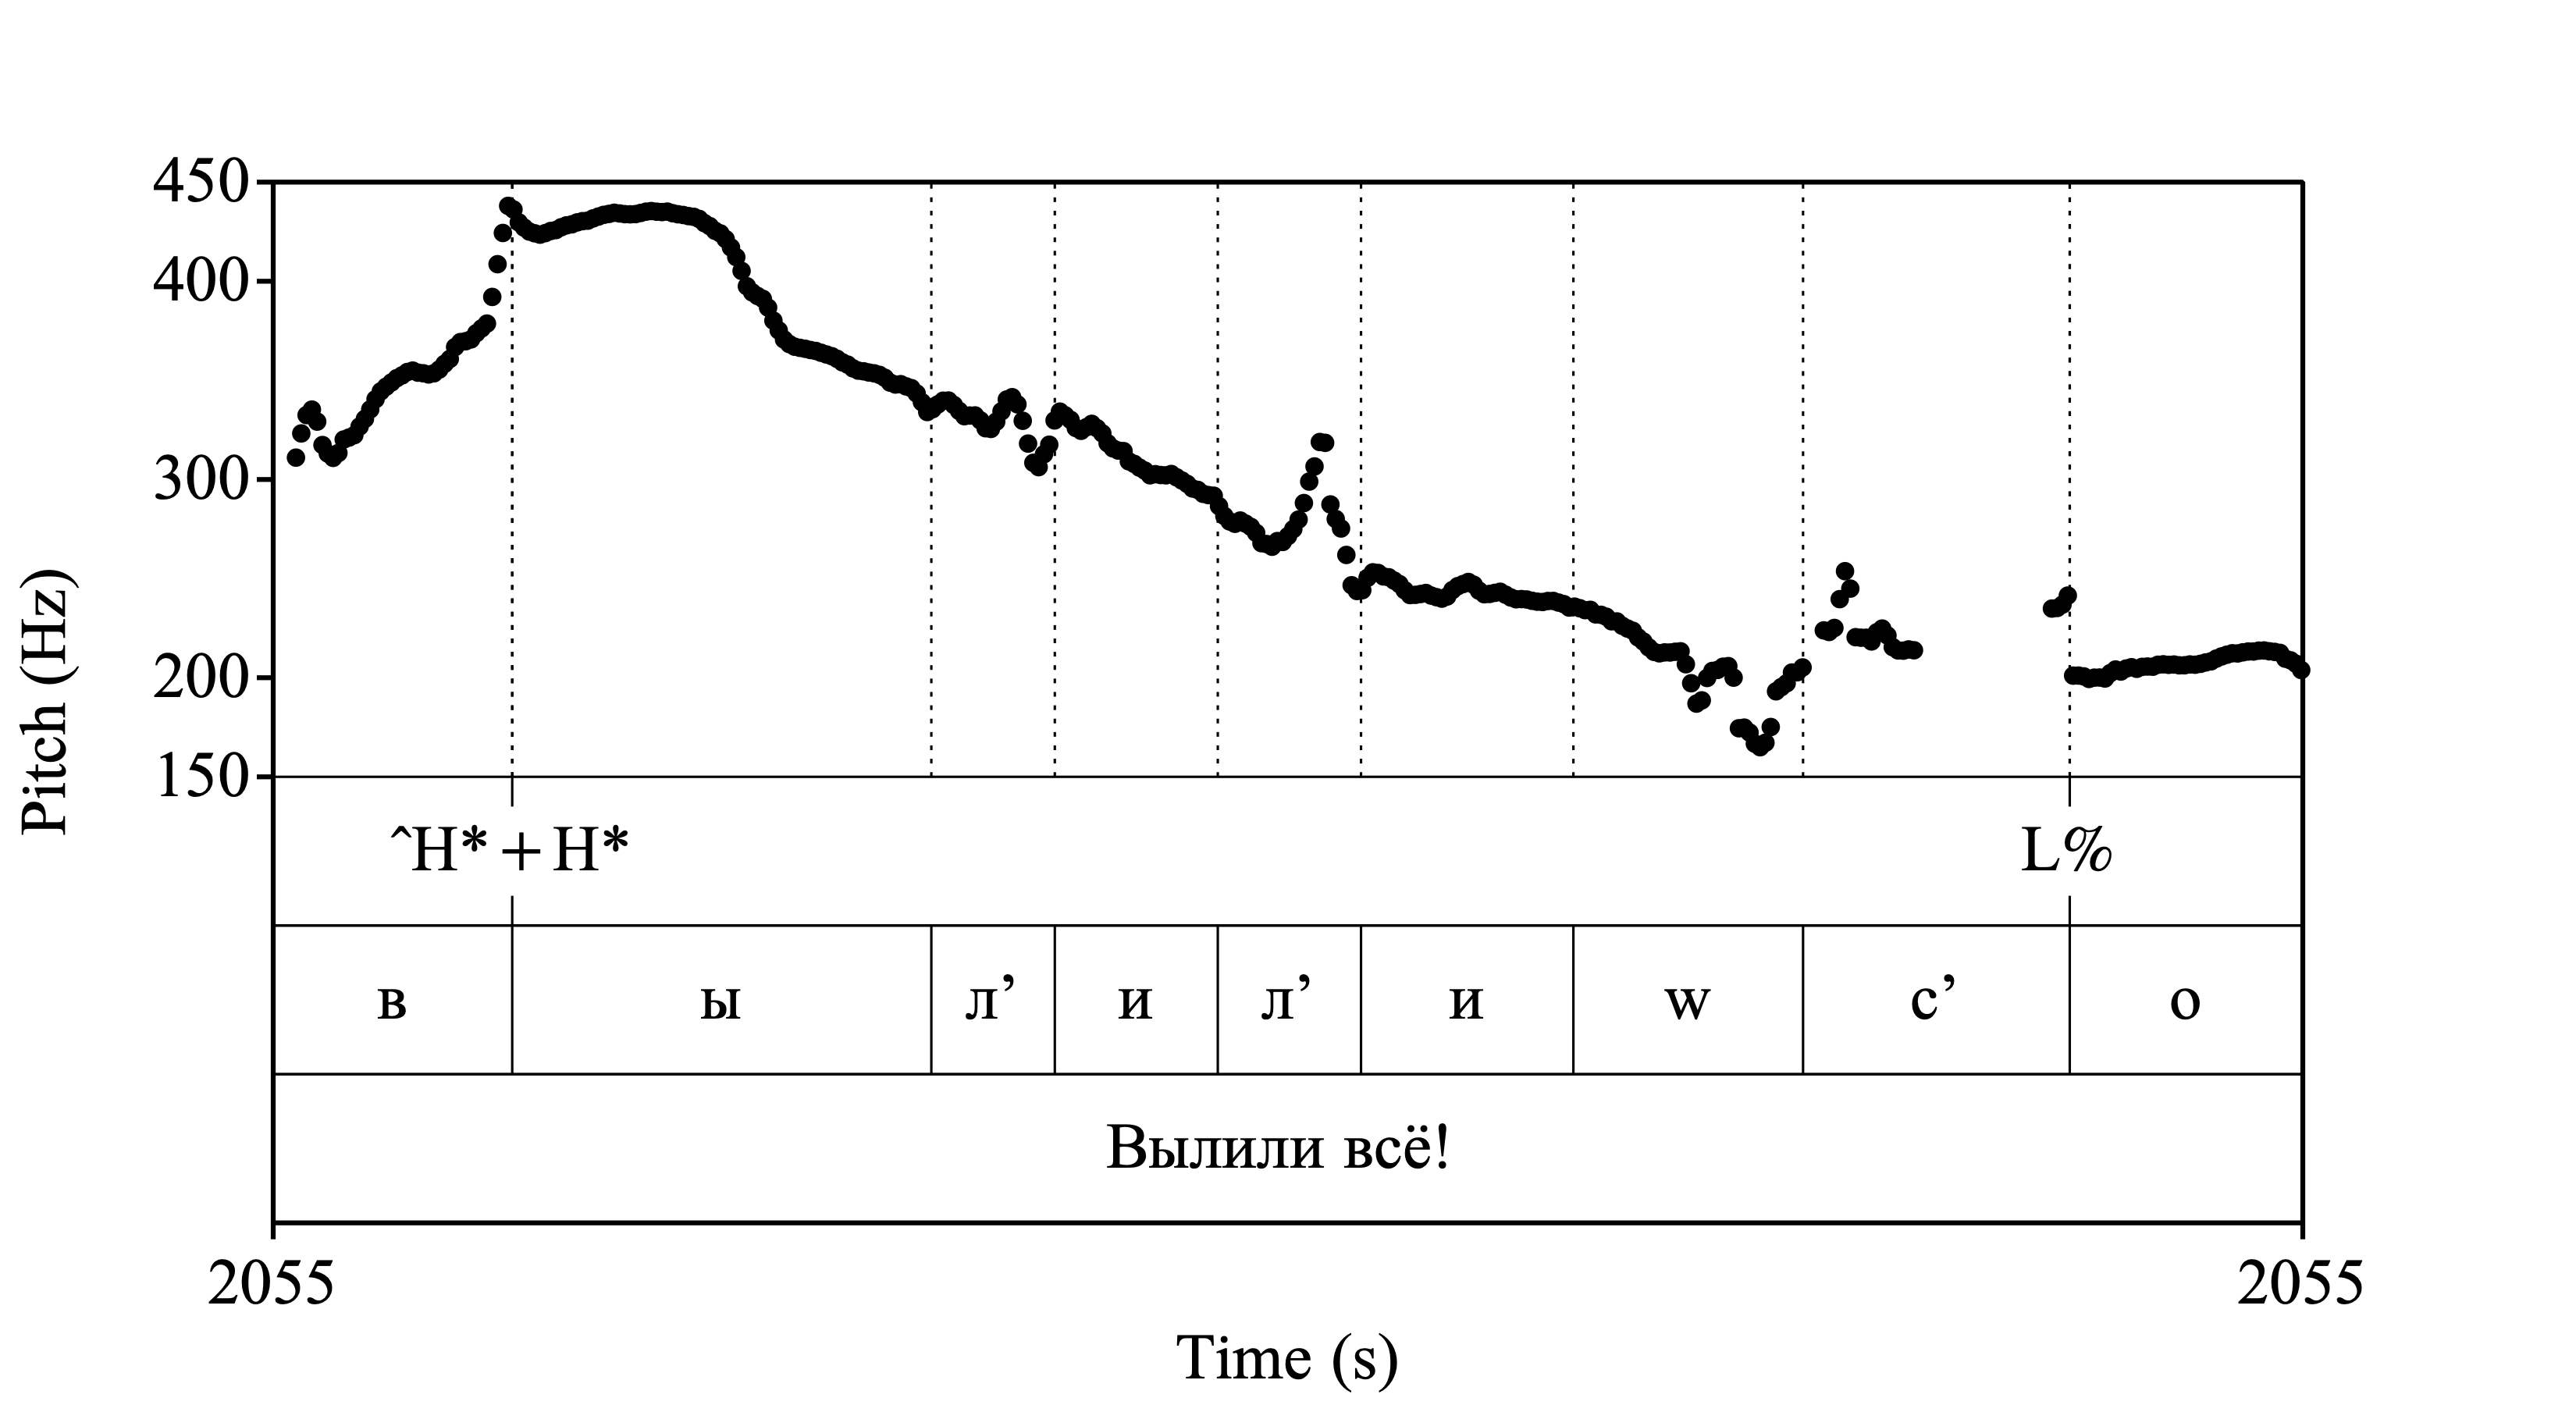 450
400
300
200
150
Pitch (Hz)
ˆH* + H* L%
в ы л’ и л’ и w с’ о
Вылили всё!
2055 2055
Time (s)